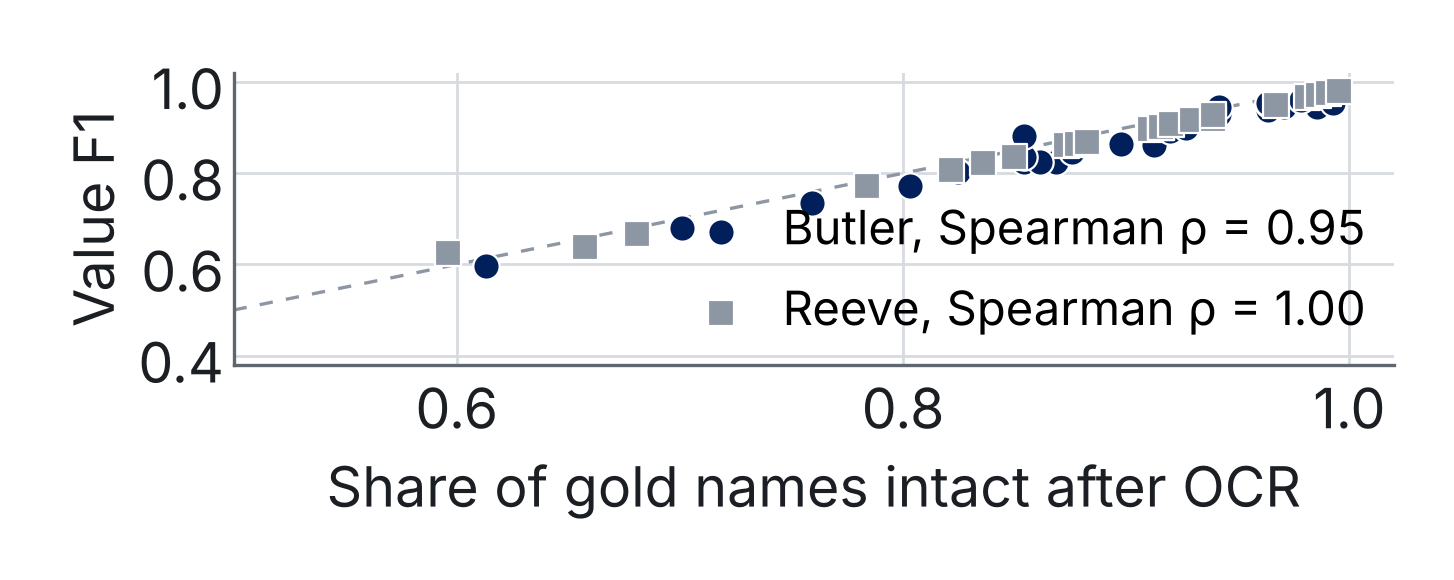 Value F1
1.0
0.8
0.6
0.4
Butler, Spearman ρ = 0.95
Reeve, Spearman ρ = 1.00
0.6 0.8 1.0
Share of gold names intact after OCR